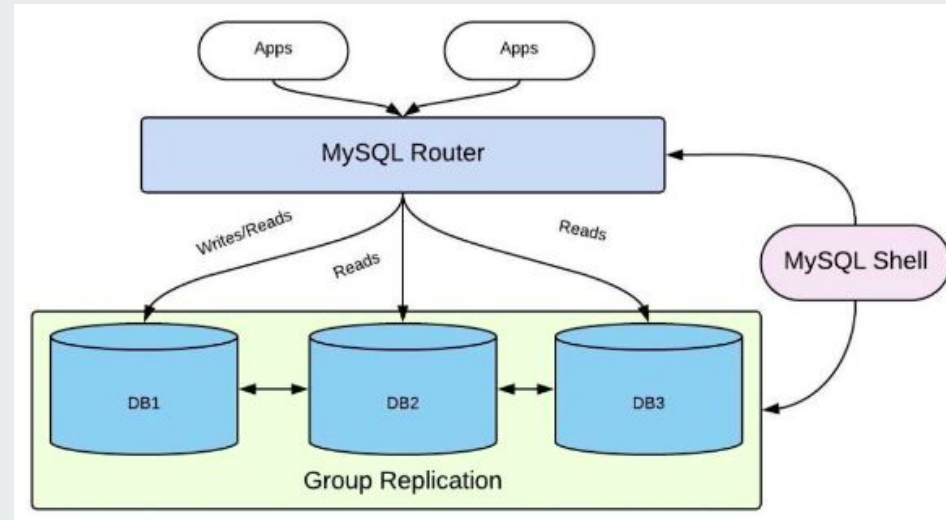 Apps
Apps
MySQL Router
Writes/Reads
Reads
Reads
MySQL Shell
DB1
DB2
DB3
Group Replication